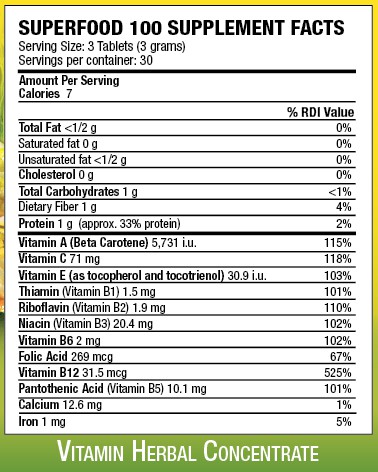 SUPERFOOD 100 SUPPLEMENT FACTS
Serving Size: 3 Tablets (3 grams)
Servings per container: 30
Amount Per Serving
Calories 7
% RDI Value
Total Fat <1/2 g 0%
Saturated fat 0 g 0%
Unsaturated fat <1/2 g 0%
Cholesterol 0 g 0%
Total Carbohydrates 1 g <1%
Dietary Fiber 1 g 4%
Protein 1 g (approx. 33% protein) 2%
Vitamin A (Beta Carotene) 5,731 i.u. 115%
Vitamin C 71 mg 118%
Vitamin E (as tocopherol and tocotrienol) 30.9 i.u. 103%
Thiamin (Vitamin B1) 1.5 mg 101%
Riboflavin (Vitamin B2) 1.9 mg 110%
Niacin (Vitamin B3) 20.4 mg 102%
Vitamin B6 2 mg 102%
Folic Acid 269 mcg 67%
Vitamin B12 31.5 mcg 525%
Pantothenic Acid (Vitamin B5) 10.1 mg 101%
Calcium 12.6 mg 1%
Iron 1 mg 5%
VITAMIN HERBAL CONCENTRATE